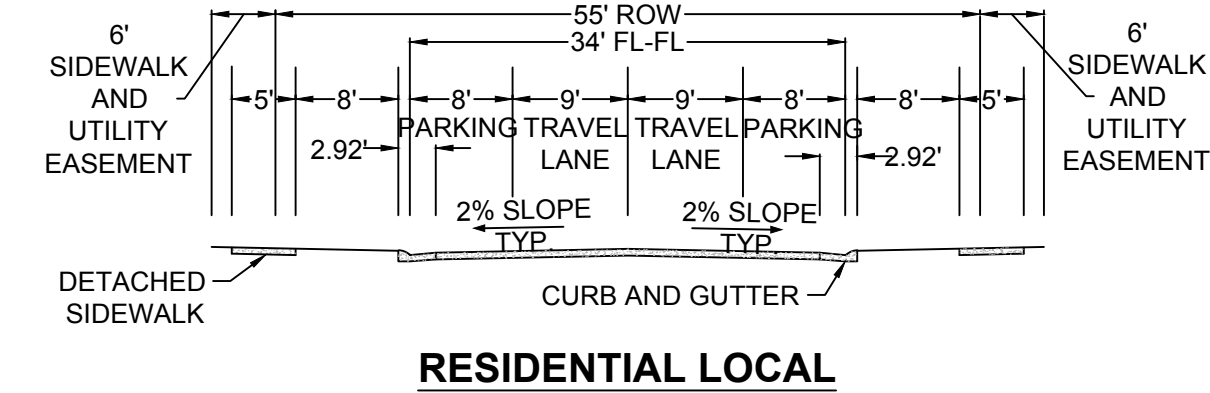 55' ROW
34' FL-FL
6'
SIDEWALK
AND
UTILITY
EASEMENT
6'
SIDEWALK
AND
UTILITY
EASEMENT
5' 8' 8' 9' 9' 8' 8' 5'
PARKING TRAVEL LANE TRAVEL LANE PARKING
2.92' 2.92'
2% SLOPE
TYP.
2% SLOPE
TYP.
DETACHED
SIDEWALK
CURB AND GUTTER
RESIDENTIAL LOCAL